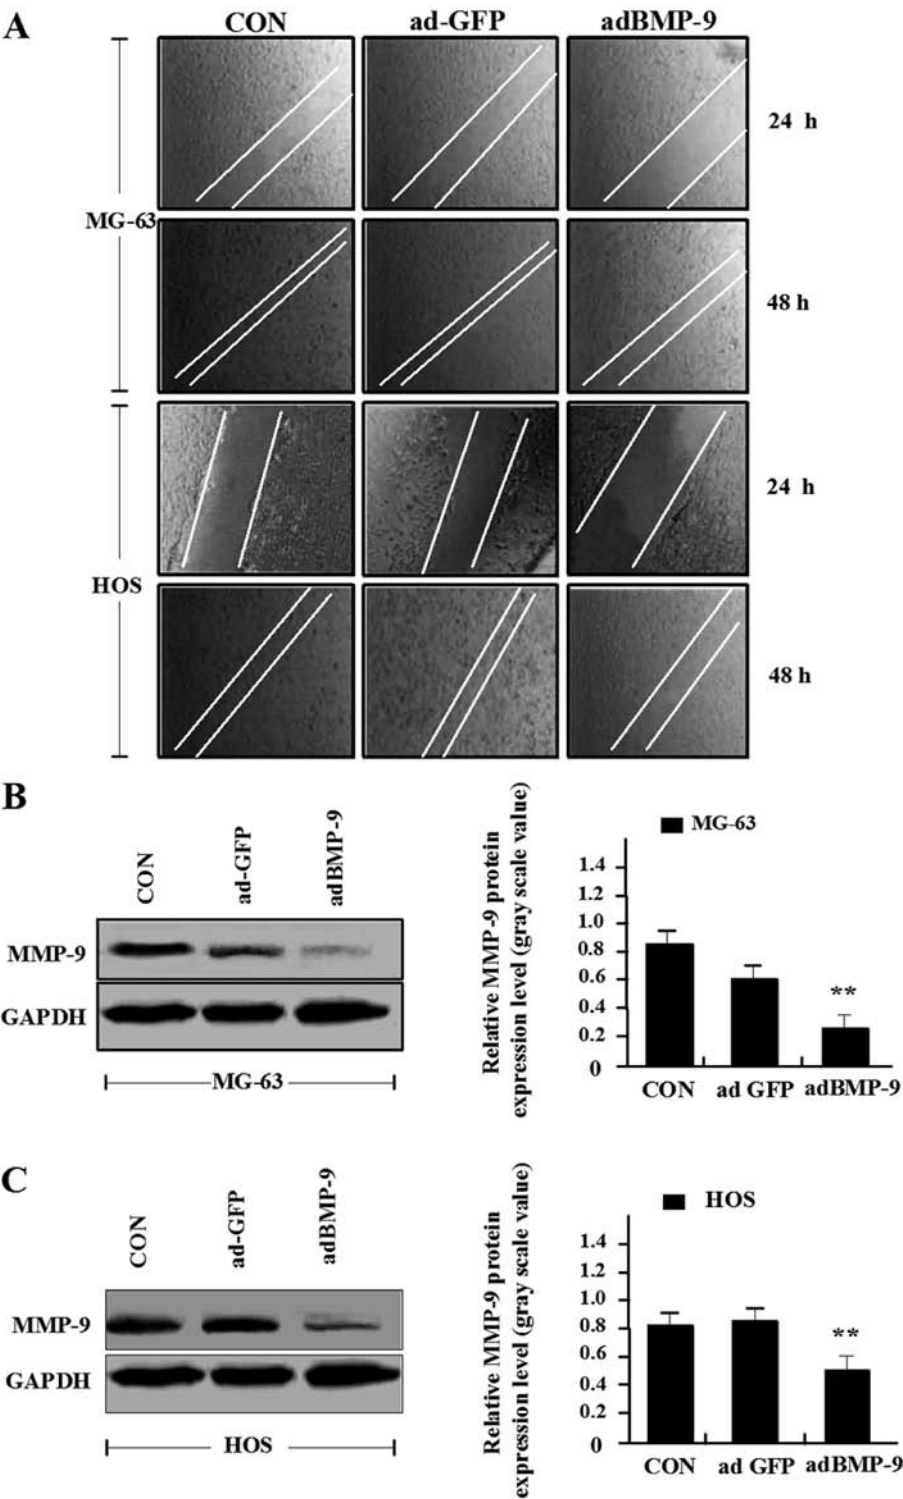 A
CON ad-GFP adBMP-9
24 h
MG-63
48 h
24 h
HOS
48 h
B
CON ad-GFP adBMP-9
MMP-9
GAPDH
MG-63
Relative MMP-9 protein
expression level (gray scale value)
MG-63
1.4
1.2
1.0
0.8
0.6
0.4
0.2
0
**
CON ad GFP adBMP-9
C
CON ad-GFP adBMP-9
MMP-9
GAPDH
HOS
Relative MMP-9 protein
expression level (gray scale value)
HOS
1.4
1.2
1.0
0.8
0.6
0.4
0.2
0
**
CON ad GFP adBMP-9